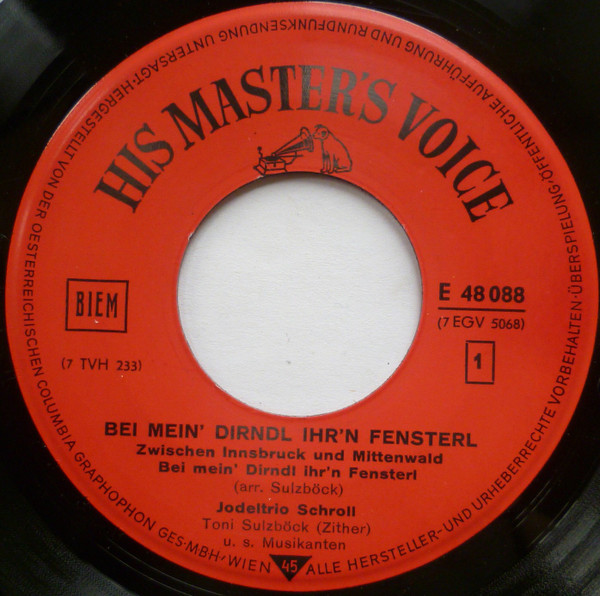 HERGESTELLT VON DER OESTERREICHISCHEN COLUMBIA GRAPHOPHON GES·MBH/WIEN
45
ALLE HERSTELLER-UND URHEBERRECHTE VORBEHALTEN·ÜBERSPIELUNG,ÖFFENTLICHE AUFFÜHRUNG UND RUNDFUNKSENDUNG UNTERSAGT·
HIS MASTER'S VOICE
BIEM
E 48 088
(7 EGV 5068)
(7 TVH 233)
1
BEI MEIN' DIRNDL IHR'N FENSTERL
Zwischen Innsbruck und Mittenwald
Bei mein' Dirndl ihr'n Fensterl
(arr. Sulzböck)
Jodeltrio Schroll
Toni Sulzböck (Zither)
u. s. Musikanten